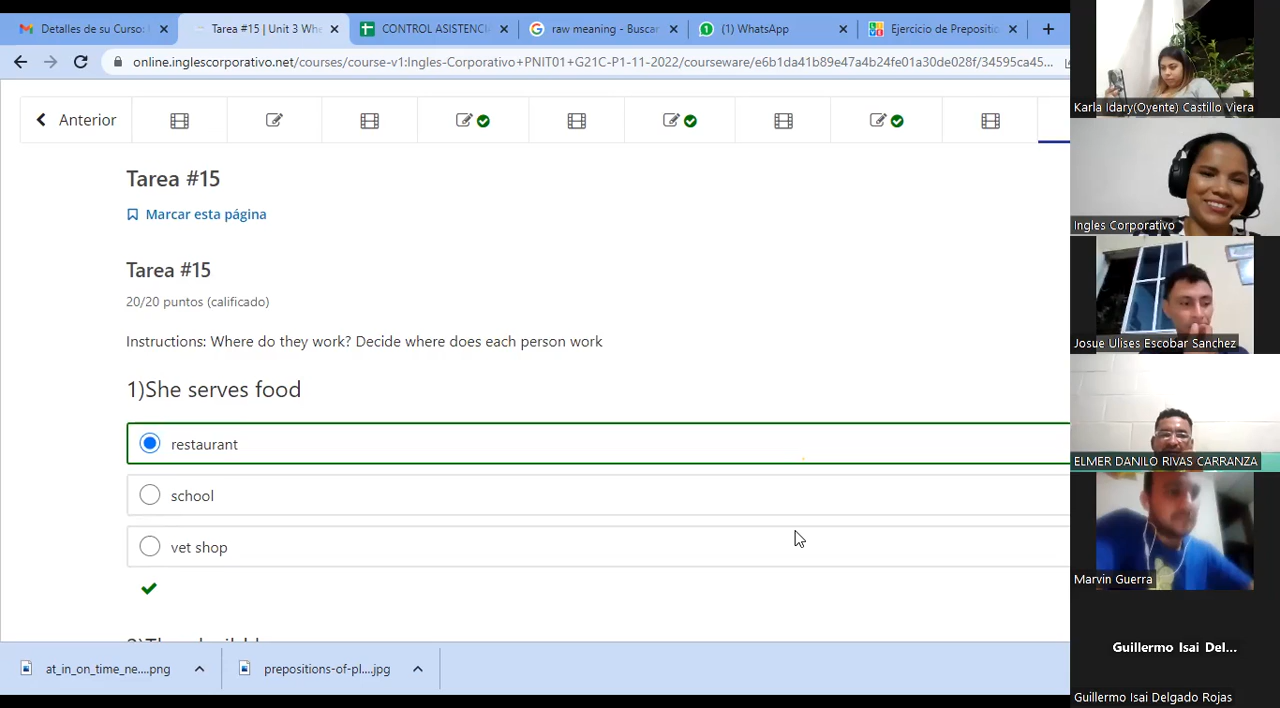 Detalles de su Curso:
Tarea #15 | Unit 3 Whe
CONTROL ASISTENCI
raw meaning - Buscar
(1) WhatsApp
Ejercicio de Prepositio
online.inglescorporativo.net/courses/course-v1:Ingles-Corporativo+PNIT01+G21C-P1-11-2022/courseware/e6b1da41b89e47a4b24fe01a30de028f/34595ca45...
Anterior
Tarea #15
Marcar esta página
Tarea #15
20/20 puntos (calificado)
Instructions: Where do they work? Decide where does each person work
1)She serves food
restaurant
school
vet shop
at_in_on_time_ne....png
prepositions-of-pl....jpg
Karla Idary(Oyente) Castillo Viera
Ingles Corporativo
Josue Ulises Escobar Sanchez
ELMER DANILO RIVAS CARRANZA
Marvin Guerra
Guillermo Isai Del...
Guillermo Isai Delgado Rojas